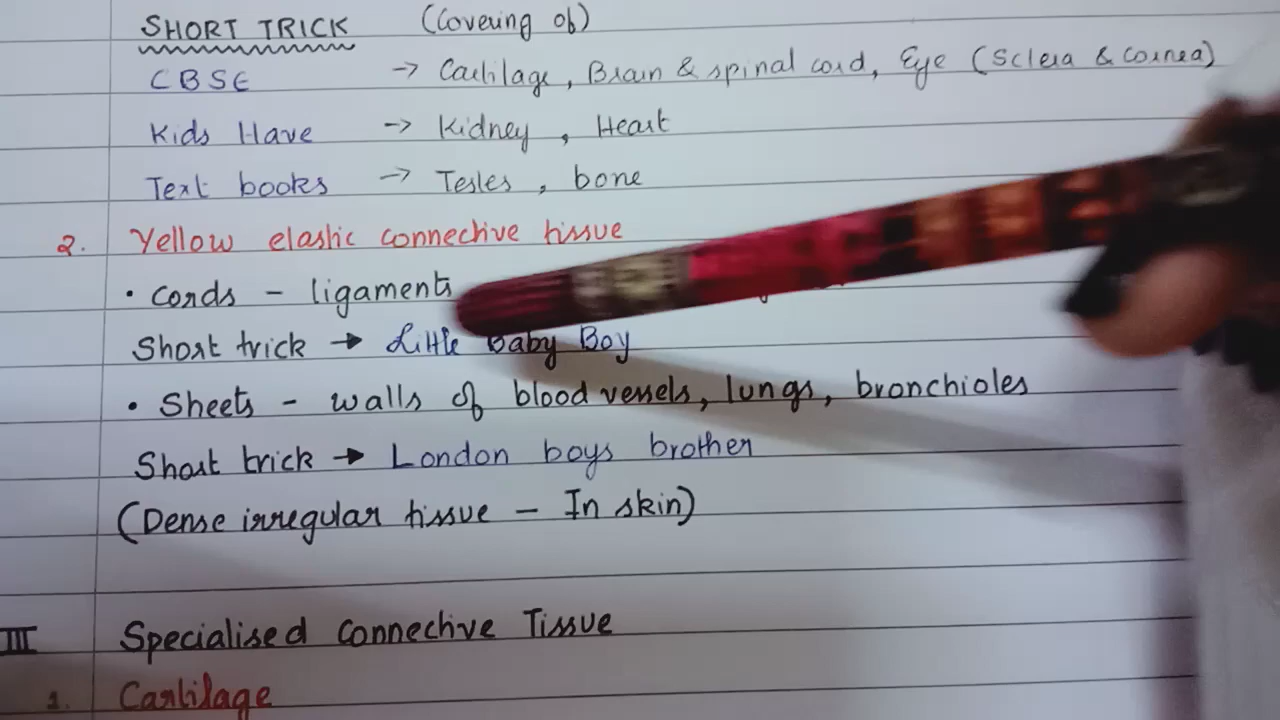 SHORT TRICK (Covering of)
CBSE → Cartilage, Brain & spinal cord, Eye (Sclera & Cornea)
Kids Have → Kidney, Heart
Text books → Testes, bone
2. Yellow elastic connective tissue
• Cords - ligaments
Short trick → Little Baby Boy
• Sheets - walls of blood vessels, lungs, bronchioles
Short trick → London boys brother
(Dense irregular tissue - In skin)
III Specialised Connective Tissue
1. Cartilage